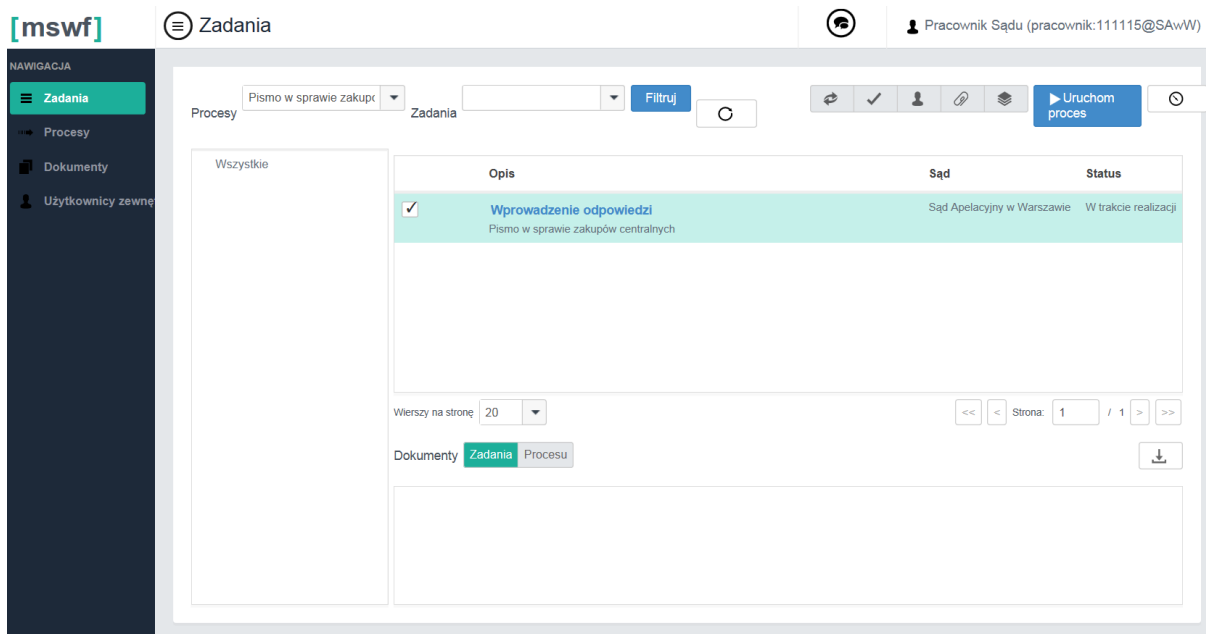 [mswf]
Zadania
Pracownik Sądu (pracownik:111115@SAwW)
NAWIGACJA
Zadania
Procesy
Dokumenty
Użytkownicy zewnę
Procesy
Pismo w sprawie zakupo
Zadania
Filtruj
Uruchom
proces
Wszystkie
Opis
Sąd
Status
Wprowadzenie odpowiedzi
Sąd Apelacyjny w Warszawie
W trakcie realizacji
Pismo w sprawie zakupów centralnych
Wierszy na stronę
20
<<
<
Strona:
1
/ 1
>
>>
Dokumenty
Zadania
Procesu